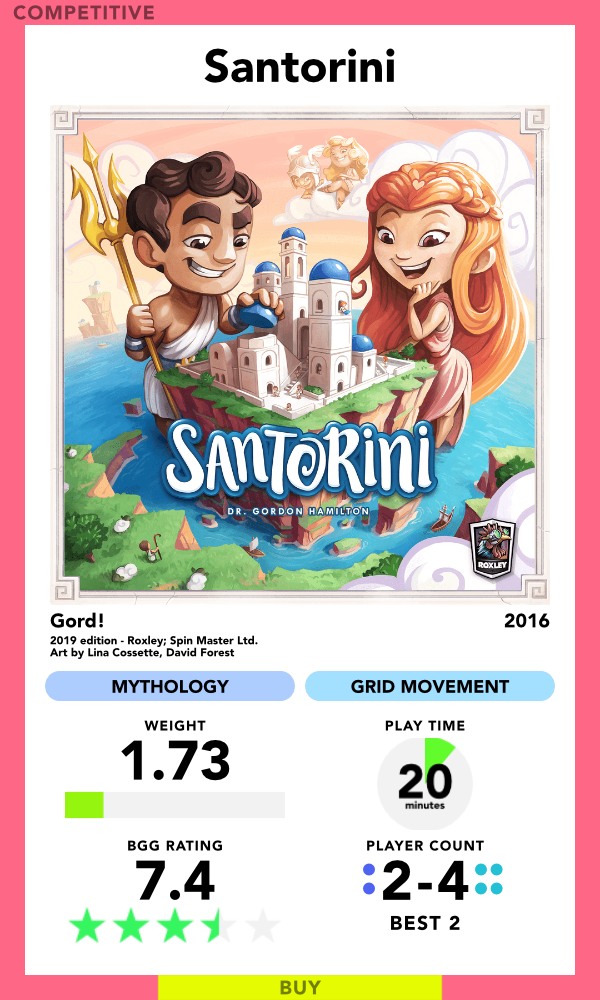 COMPETITIVE
Santorini
SANTORINI
DR. GORDON HAMILTON
ROXLEY
Gord! 2016
2019 edition - Roxley; Spin Master Ltd.
Art by Lina Cossette, David Forest
MYTHOLOGY GRID MOVEMENT
WEIGHT PLAY TIME
1.73 20
minutes
BGG RATING PLAYER COUNT
7.4 2-4
BEST 2
BUY